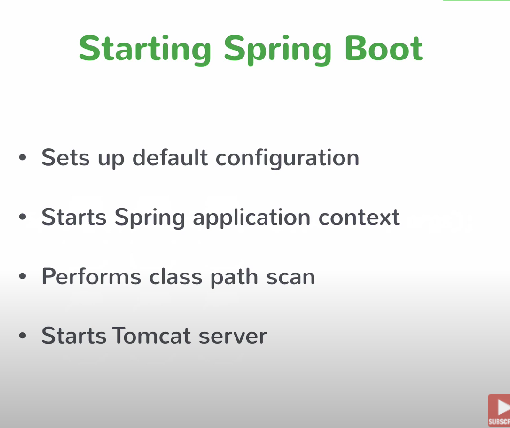 Starting Spring Boot
• Sets up default configuration
• Starts Spring application context
• Performs class path scan
• Starts Tomcat server